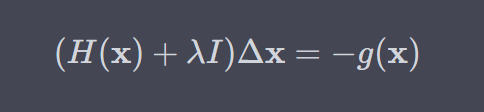 (H(𝐱) + λI)Δ𝐱 = −g(𝐱)